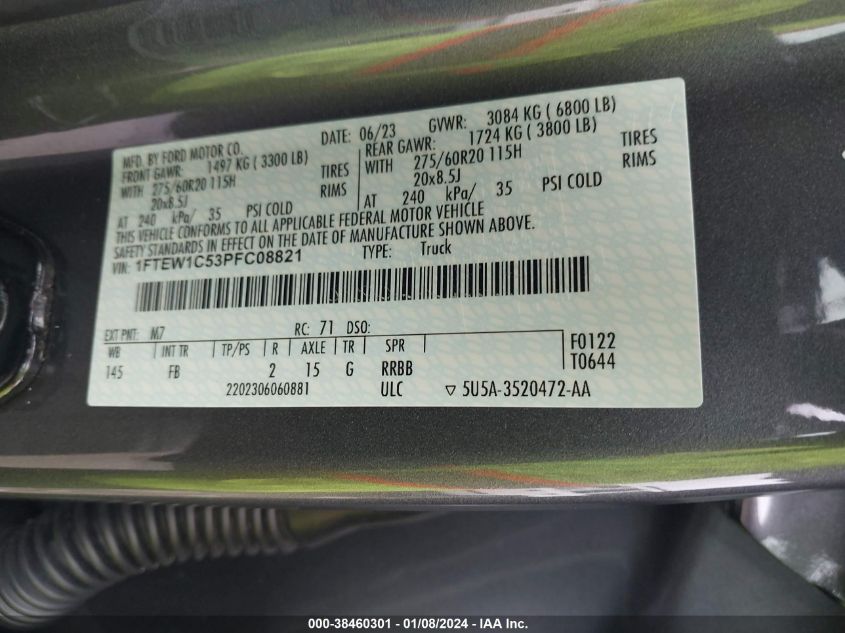 MFD. BY FORD MOTOR CO.
DATE: 06/23 GVWR: 3084 KG ( 6800 LB)
FRONT GAWR: 1497 KG ( 3300 LB)
REAR GAWR: 1724 KG ( 3800 LB)
WITH 275/60R20 115H TIRES
WITH 275/60R20 115H TIRES
20x8.5J RIMS
20x8.5J RIMS
AT 240 kPa/ 35 PSI COLD
AT 240 kPa/ 35 PSI COLD
THIS VEHICLE CONFORMS TO ALL APPLICABLE FEDERAL MOTOR VEHICLE
SAFETY STANDARDS IN EFFECT ON THE DATE OF MANUFACTURE SHOWN ABOVE.
VIN: 1FTEW1C53PFC08821 TYPE: Truck
EXT PNT: M7 RC: 71 DSO:
WB INT TR TP/PS R AXLE TR SPR F0122
145 FB 2 15 G RRBB T0644
2202306060881 ULC ▽ 5U5A-3520472-AA
000-38460301 - 01/08/2024 - IAA Inc.